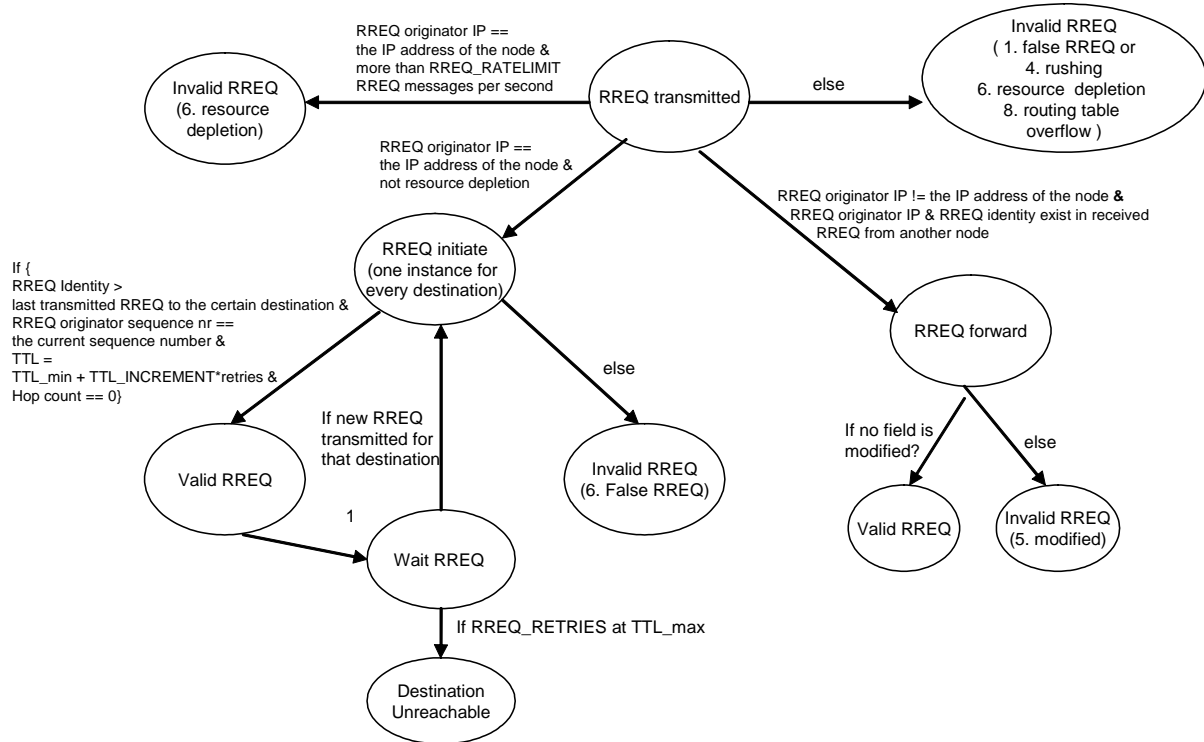 RREQ originator IP ==
the IP address of the node &
more than RREQ_RATELIMIT
RREQ messages per second
Invalid RREQ
(6. resource
depletion)
RREQ transmitted
else
Invalid RREQ
( 1. false RREQ or
4. rushing
6. resource depletion
8. routing table
overflow )
RREQ originator IP ==
the IP address of the node &
not resource depletion
RREQ originator IP != the IP address of the node &
RREQ originator IP & RREQ identity exist in received
RREQ from another node
RREQ initiate
(one instance for
every destination)
If {
RREQ Identity >
last transmitted RREQ to the certain destination &
RREQ originator sequence nr ==
the current sequence number &
TTL =
TTL_min + TTL_INCREMENT*retries &
Hop count == 0}
RREQ forward
else
If new RREQ
transmitted for
that destination
If no field is
modified?
else
Valid RREQ
Invalid RREQ
(6. False RREQ)
1
Valid RREQ
Invalid RREQ
(5. modified)
Wait RREQ
If RREQ_RETRIES at TTL_max
Destination
Unreachable